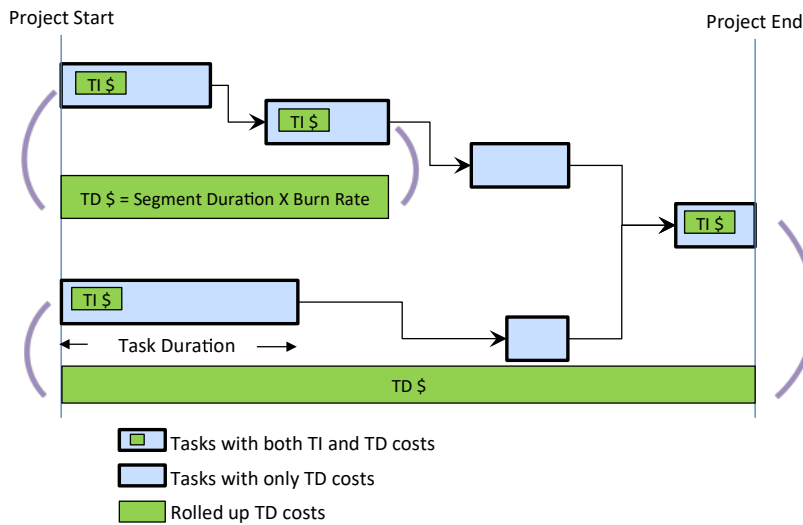 Project Start
Project End
TI $
TI $
TD $ = Segment Duration X Burn Rate
TI $
TI $
Task Duration
TD $
Tasks with both TI and TD costs
Tasks with only TD costs
Rolled up TD costs